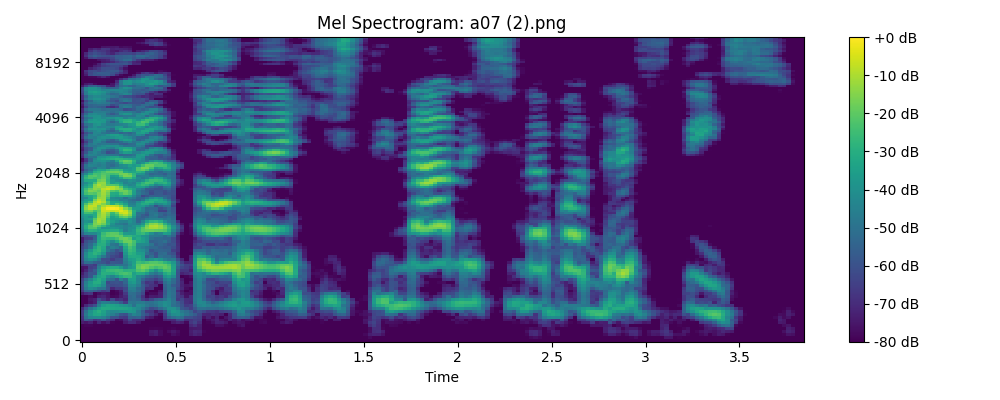 Mel Spectrogram: a07 (2).png
+0 dB
8192
-10 dB
4096
-20 dB
-30 dB
2048
Hz
-40 dB
1024
-50 dB
-60 dB
512
-70 dB
0
-80 dB
0 0.5 1 1.5 2 2.5 3 3.5
Time